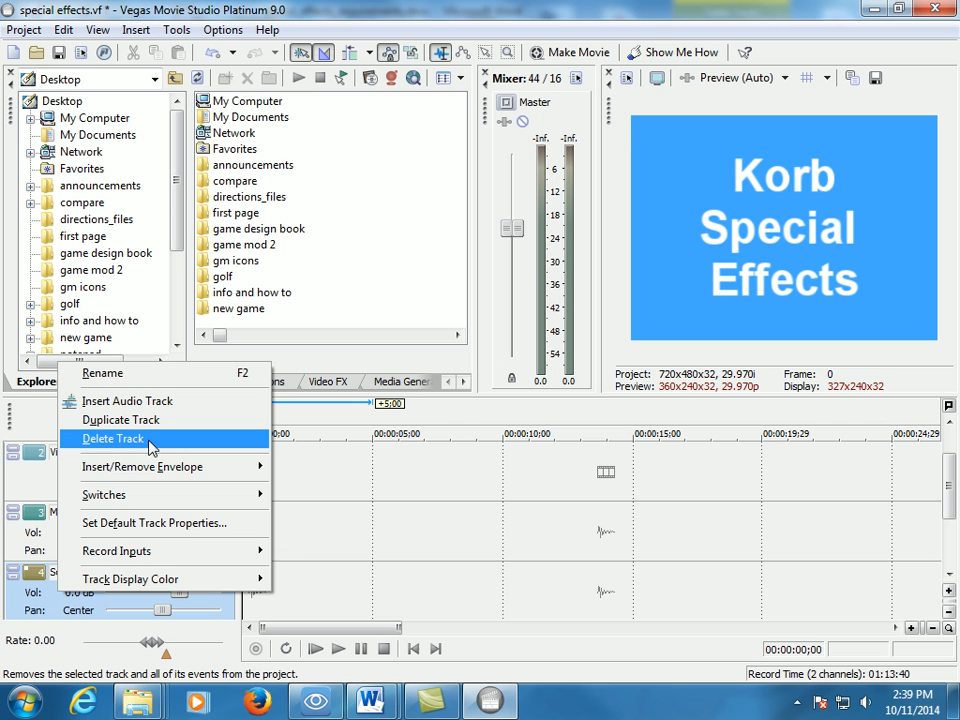 special effects.vf * - Vegas Movie Studio Platinum 9.0
Project Edit View Insert Tools Options Help
Make Movie
Show Me How
Desktop
Mixer: 44 / 16
Preview (Auto)
Desktop
My Computer
My Documents
Network
Favorites
announcements
compare
directions_files
first page
game design book
game mod 2
gm icons
golf
info and how to
new game
My Computer
My Documents
Network
Favorites
announcements
compare
directions_files
first page
game design book
game mod 2
gm icons
golf
info and how to
new game
Master
-Inf. -Inf.
6
12
18
24
30
36
42
48
54
0.0 0.0
Korb
Special
Effects
Project: 720x480x32, 29.970i
Preview: 360x240x32, 29.970p
Frame: 0
Display: 327x240x32
Explore
Video FX
Media Gener
Rename F2
Insert Audio Track
Duplicate Track
Delete Track
Insert/Remove Envelope
Switches
Set Default Track Properties...
Record Inputs
Track Display Color
+5:00
00:00:05;00
00:00:10;00
00:00:15;00
00:00:19;29
00:00:24;29
2
3
Vol:
Pan:
4
Vol: 0.0 dB
Pan: Center
Rate: 0.00
00:00:00;00
Removes the selected track and all of its events from the project.
Record Time (2 channels): 01:13:40
2:39 PM
10/11/2014